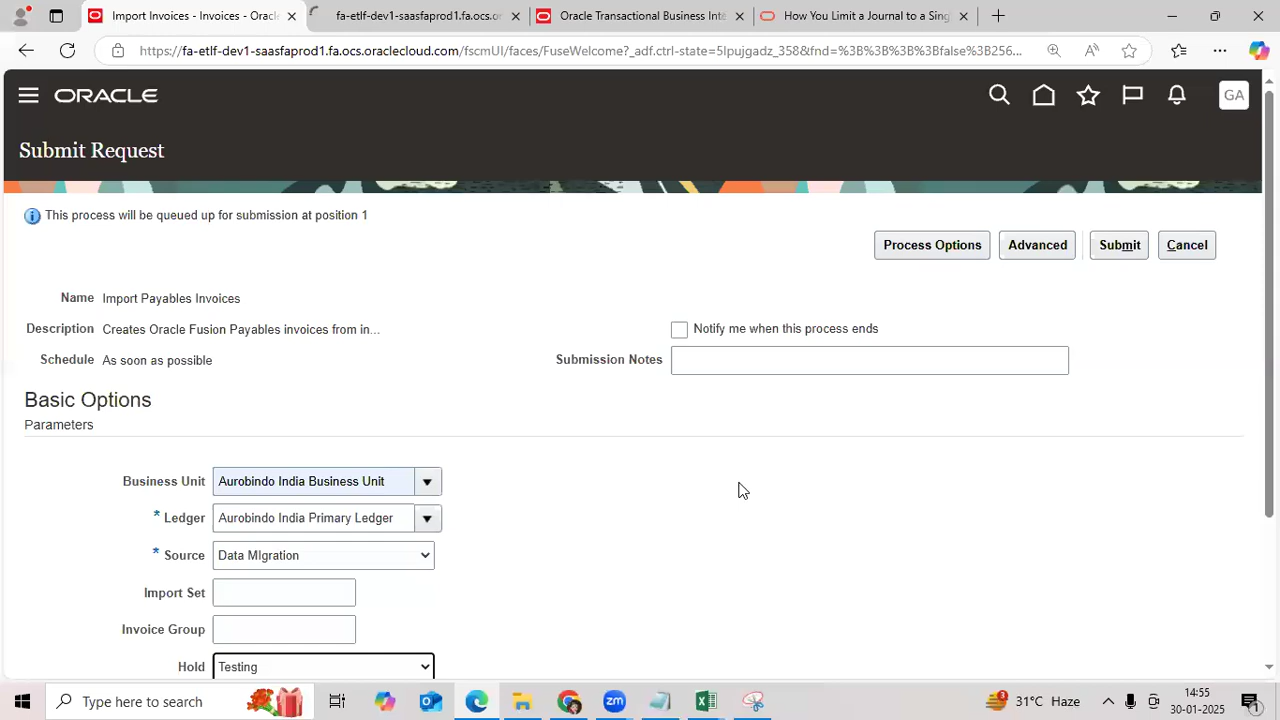 Import Invoices - Invoices - Orac
fa-etlf-dev1-saasfaprod1.fa.ocs.or
Oracle Transactional Business Inte
How You Limit a Journal to a Sing
https://fa-etlf-dev1-saasfaprod1.fa.ocs.oraclecloud.com/fscmUI/faces/FuseWelcome?_adf.ctrl-state=5lpujgadz_358&fnd=%3B%3B%3B%3Bfalse%3B256...
ORACLE
GA
Submit Request
This process will be queued up for submission at position 1
Process Options Advanced Submit Cancel
Name Import Payables Invoices
Description Creates Oracle Fusion Payables invoices from in... Notify me when this process ends
Schedule As soon as possible Submission Notes
Basic Options
Parameters
Business Unit Aurobindo India Business Unit
* Ledger Aurobindo India Primary Ledger
* Source Data MIgration
Import Set
Invoice Group
Hold Testing
Type here to search
31°C Haze
14:55
30-01-2025